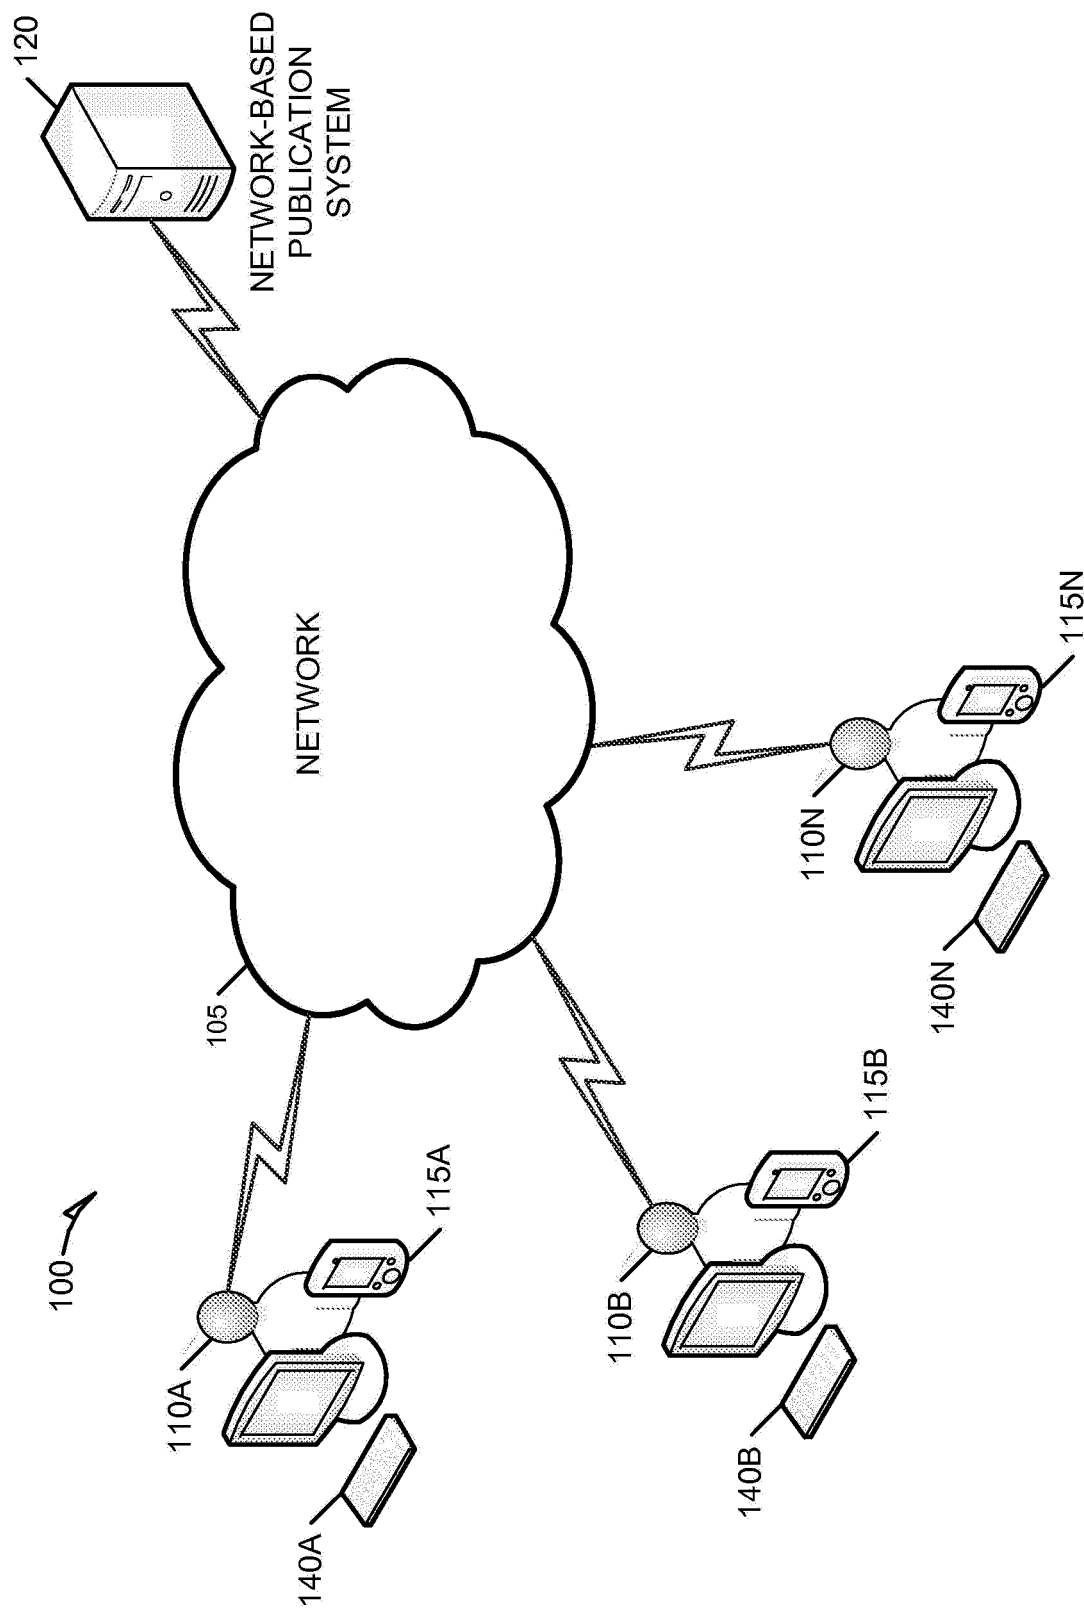 100
120
NETWORK-BASED
PUBLICATION
SYSTEM
105
NETWORK
110A
115A
140A
110B
115B
140B
110N
115N
140N